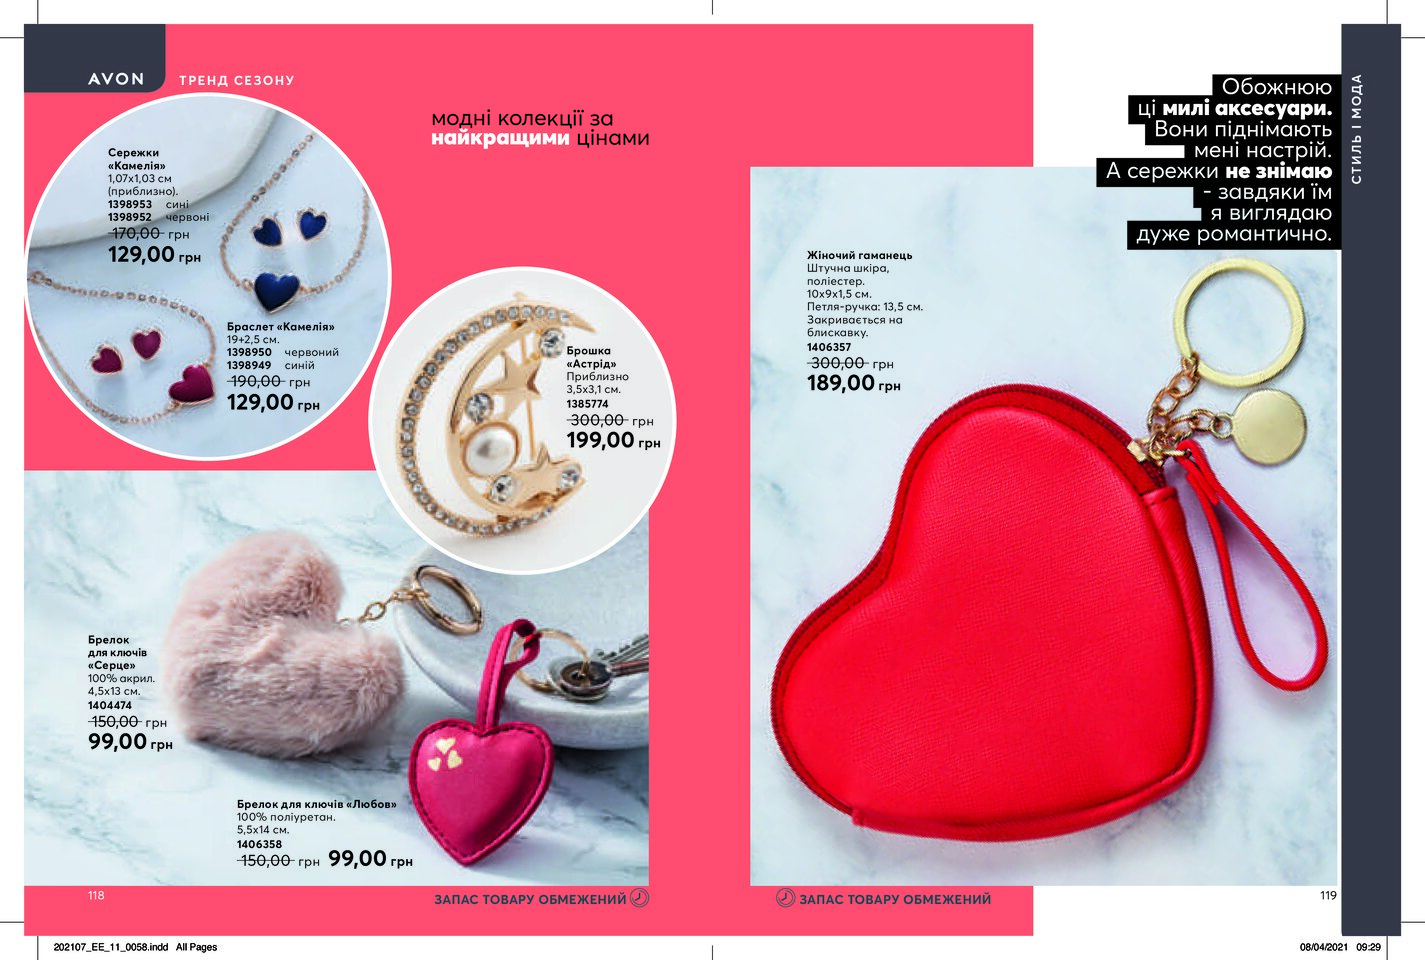 AVON
ТРЕНД СЕЗОНУ
модні колекції за
найкращими цінами
Сережки
«Камелія»
1,07х1,03 см
(приблизно).
1398953 сині
1398952 червоні
170,00 грн
129,00 грн
Браслет «Камелія»
19+2,5 см.
1398950 червоний
1398949 синій
190,00 грн
129,00 грн
Брошка
«Астрід»
Приблизно
3,5х3,1 см.
1385774
300,00 грн
199,00 грн
Брелок
для ключів
«Серце»
100% акрил.
4,5х13 см.
1404474
150,00 грн
99,00 грн
Брелок для ключів «Любов»
100% поліуретан.
5,5х14 см.
1406358
150,00 грн 99,00 грн
118
ЗАПАС ТОВАРУ ОБМЕЖЕНИЙ
Обожнюю
ці милі аксесуари.
Вони піднімають
мені настрій.
А сережки не знімаю
- завдяки їм
я виглядаю
дуже романтично.
СТИЛЬ І МОДА
Жіночий гаманець
Штучна шкіра,
поліестер.
10х9х1,5 см.
Петля-ручка: 13,5 см.
Закривається на
блискавку.
1406357
300,00 грн
189,00 грн
ЗАПАС ТОВАРУ ОБМЕЖЕНИЙ
119
202107_EE_11_0058.indd All Pages
08/04/2021 09:29